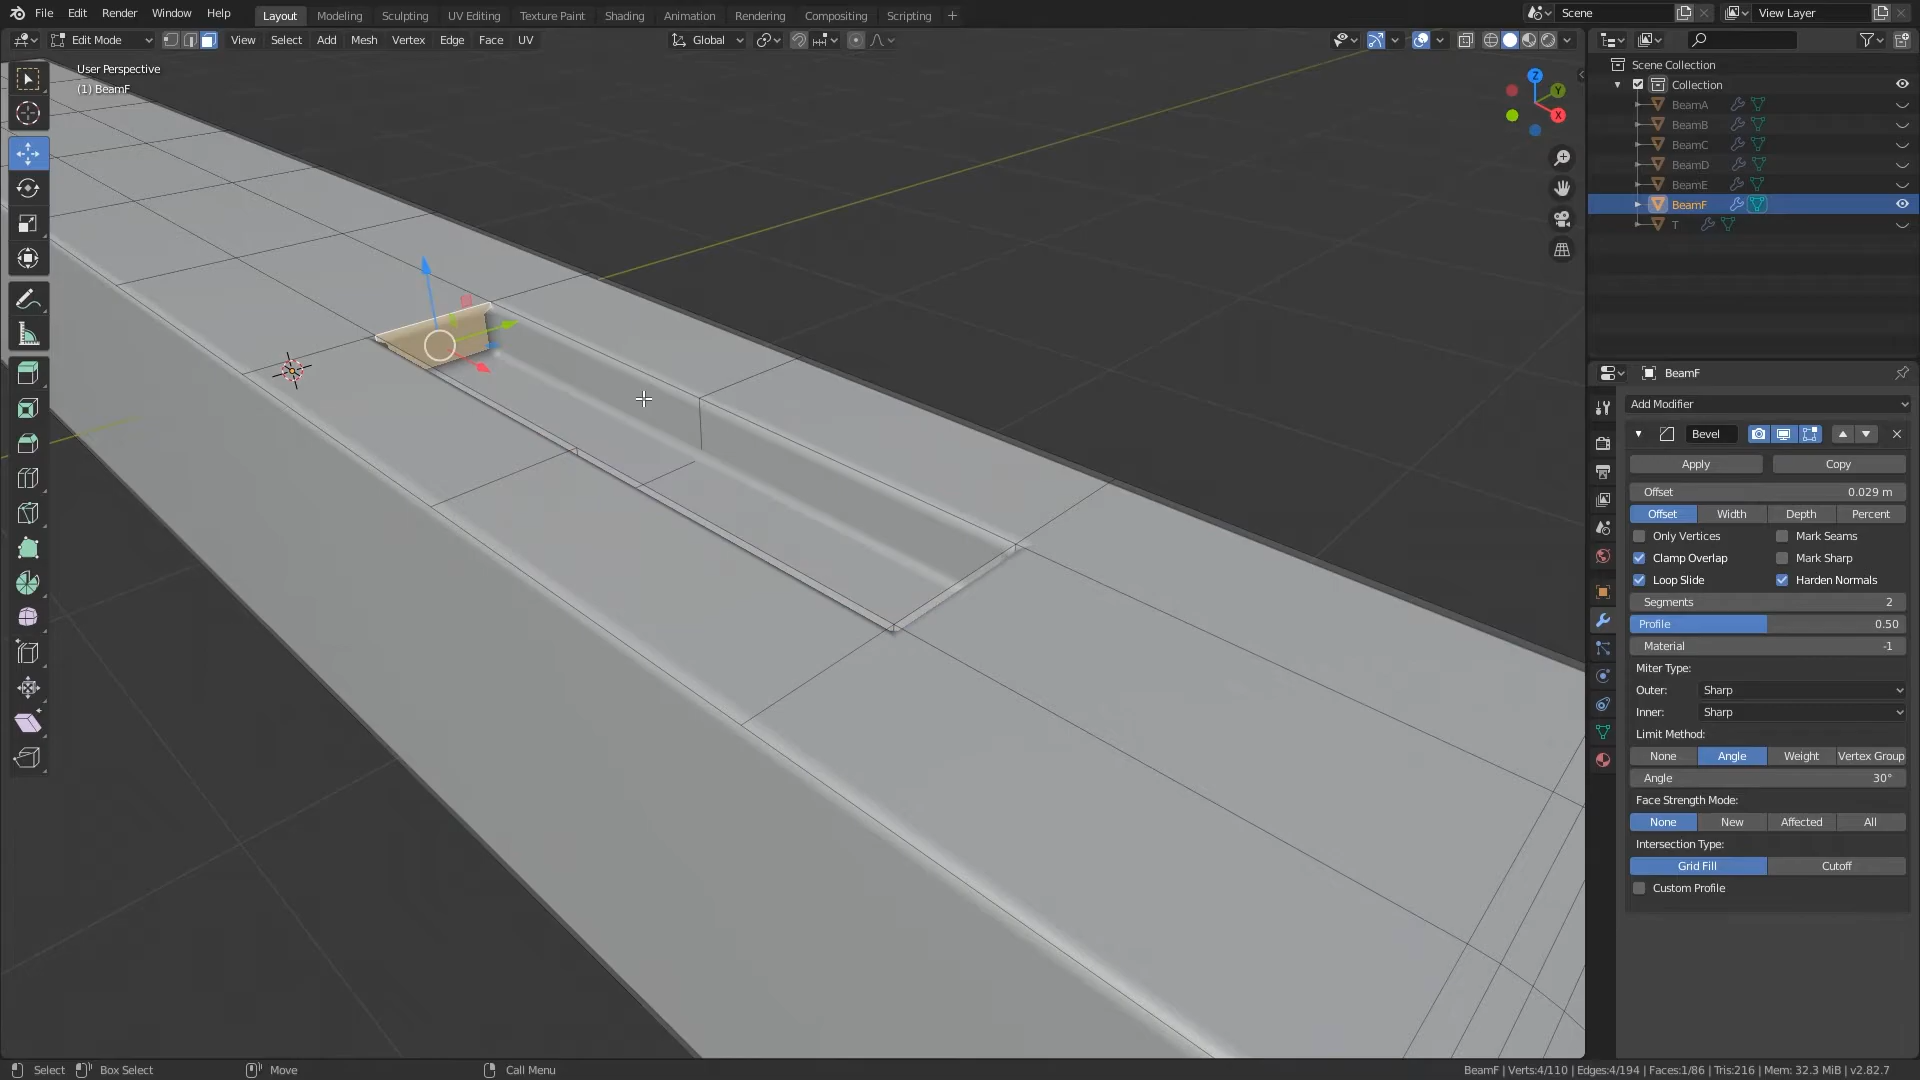 File Edit Render Window Help Layout Modeling Sculpting UV Editing Texture Paint Shading Animation Rendering Compositing Scripting Scene View Layer
Edit Mode View Select Add Mesh Vertex Edge Face UV Global
User Perspective
(1) BeamF
Z
Y
X
Scene Collection
Collection
BeamA
BeamB
BeamC
BeamD
BeamE
BeamF
T
BeamF
Add Modifier
Bevel
Apply Copy
Offset 0.029 m
Offset Width Depth Percent
Only Vertices Mark Seams
Clamp Overlap Mark Sharp
Loop Slide Harden Normals
Segments 2
Profile 0.50
Material -1
Miter Type:
Outer: Sharp
Inner: Sharp
Limit Method:
None Angle Weight Vertex Group
Angle 30°
Face Strength Mode:
None New Affected All
Intersection Type:
Grid Fill Cutoff
Custom Profile
Select Box Select Move Call Menu BeamF | Verts:4/110 | Edges:4/194 | Faces:1/86 | Tris:216 | Mem: 32.3 MiB | v2.82.7